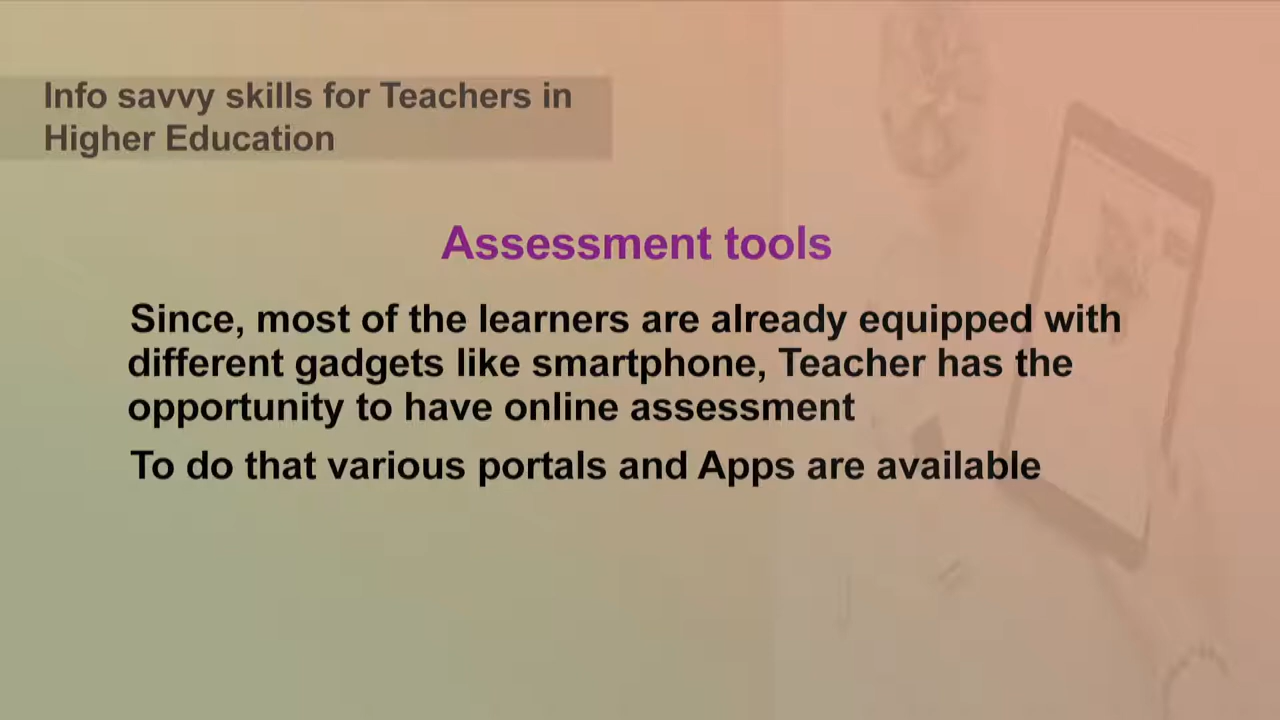 Info savvy skills for Teachers in
Higher Education
Assessment tools
Since, most of the learners are already equipped with
different gadgets like smartphone, Teacher has the
opportunity to have online assessment
To do that various portals and Apps are available